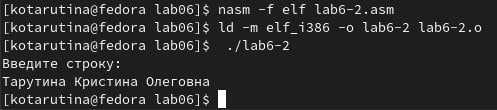 [kotarutina@fedora lab06]$ nasm -f elf lab6-2.asm
[kotarutina@fedora lab06]$ ld -m elf_i386 -o lab6-2 lab6-2.o
[kotarutina@fedora lab06]$  ./lab6-2
Введите строку:
Тарутина Кристина Олеговна
[kotarutina@fedora lab06]$